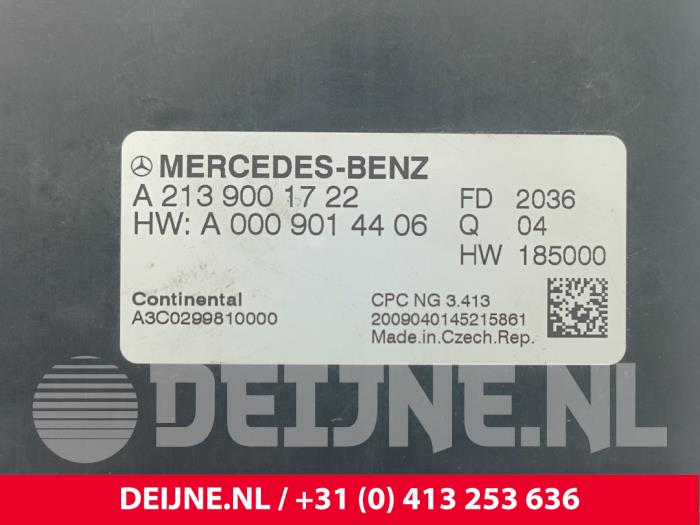 MERCEDES-BENZ
A 213 900 17 22 FD 2036
HW: A 000 901 44 06 Q 04
HW 185000
Continental CPC NG 3.413
A3C0299810000 2009040145215861
Made.in.Czech.Rep.
DEIJNE.NL
DEIJNE.NL / +31 (0) 413 253 636